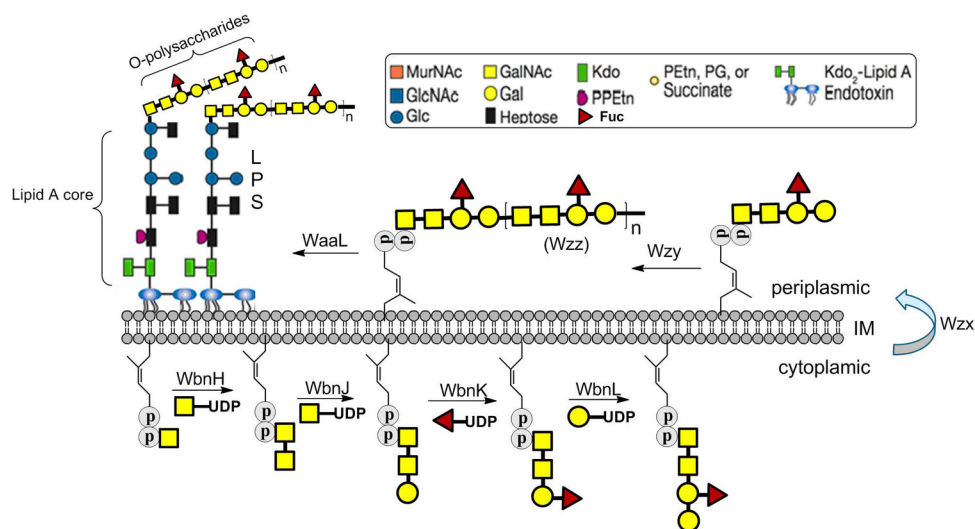 O-polysaccharides
n
n
MurNAc
GlcNAc
Glc
GalNAc
Gal
Heptose
Kdo
PPEtn
Fuc
PEtn, PG, or
Succinate
Kdo2-Lipid A
Endotoxin
Lipid A core
L
P
S
WaaL
p p
(Wzz)
n
Wzy
p p
periplasmic
IM
Wzx
cytoplamic
WbnH
UDP
WbnJ
UDP
WbnK
UDP
WbnL
UDP
p
p
p
p
p
p
p
p
p
p